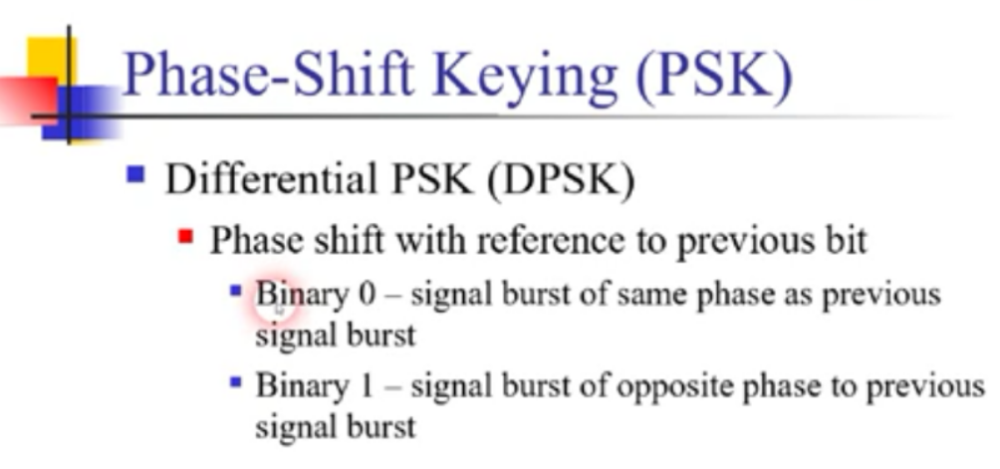 Phase-Shift Keying (PSK)
Differential PSK (DPSK)
Phase shift with reference to previous bit
Binary 0 – signal burst of same phase as previous
signal burst
Binary 1 – signal burst of opposite phase to previous
signal burst